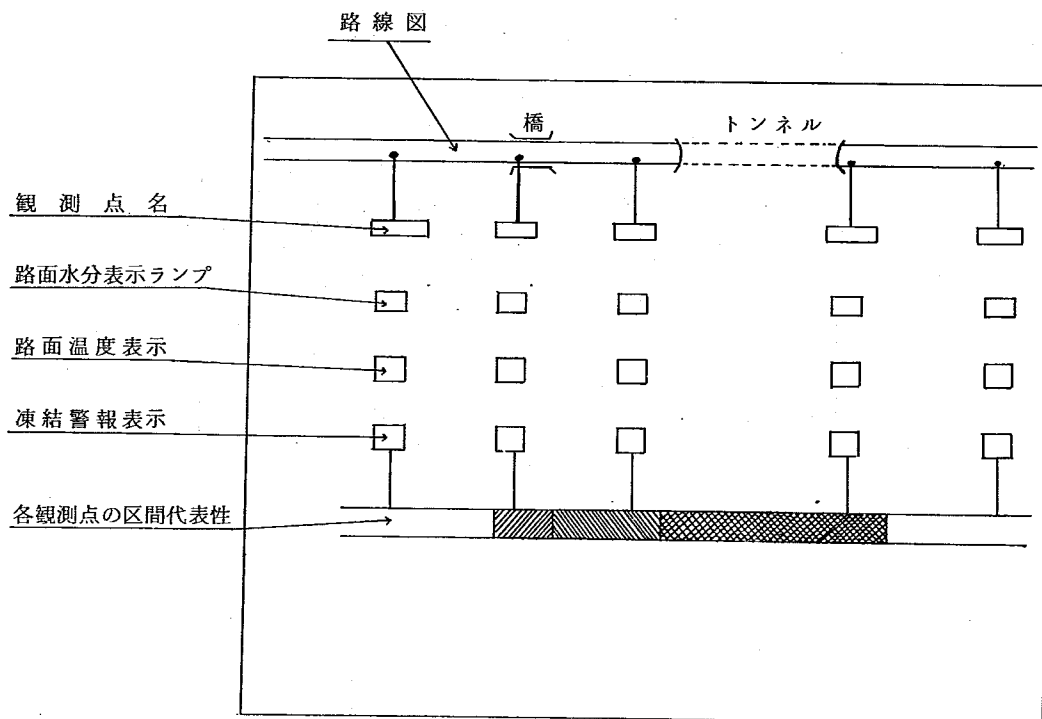 路線図
橋
トンネル
観測点名
路面水分表示ランプ
路面温度表示
凍結警報表示
各観測点の区間代表性